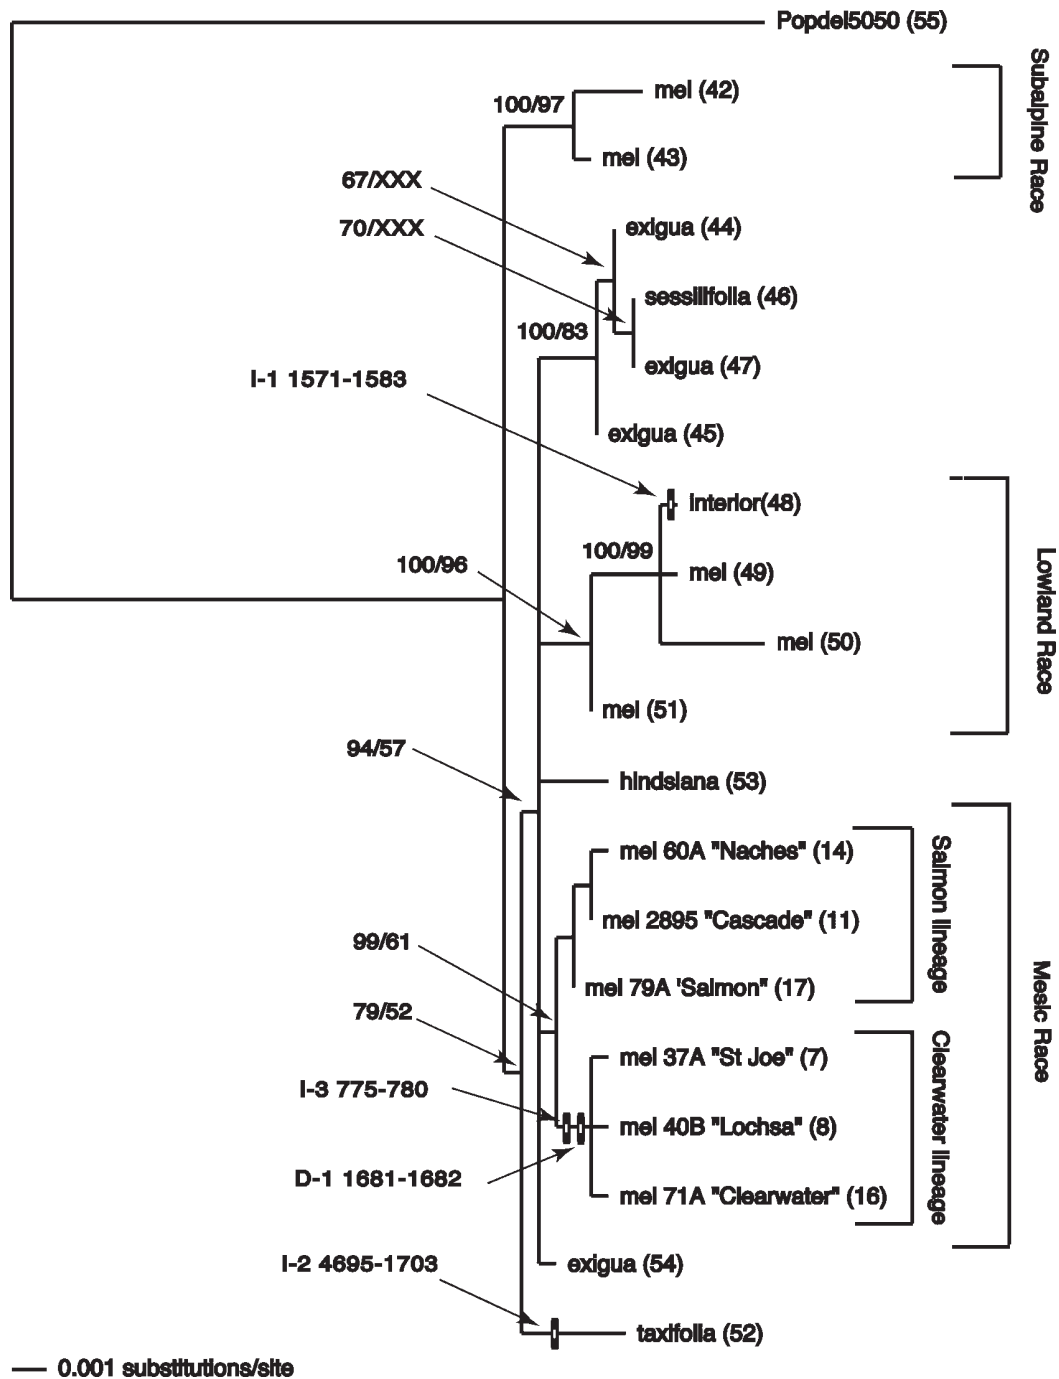 Popdel5050 (55)
Subalpine Race
mel (42)
100/97
mel (43)
67/XXX
70/XXX
exigua (44)
sessilifolia (46)
100/83
exigua (47)
I-1 1571-1583
exigua (45)
interior(48)
100/99
100/96
mel (49)
Lowland Race
mel (50)
mel (51)
94/57
hindsiana (53)
mel 60A "Naches" (14)
Salmon lineage
mel 2895 "Cascade" (11)
99/61
mel 79A 'Salmon" (17)
Mesic Race
79/52
mel 37A "St Joe" (7)
Clearwater lineage
I-3 775-780
mel 40B "Lochsa" (8)
D-1 1681-1682
mel 71A "Clearwater" (16)
I-2 4695-1703
exigua (54)
taxifolia (52)
0.001 substitutions/site